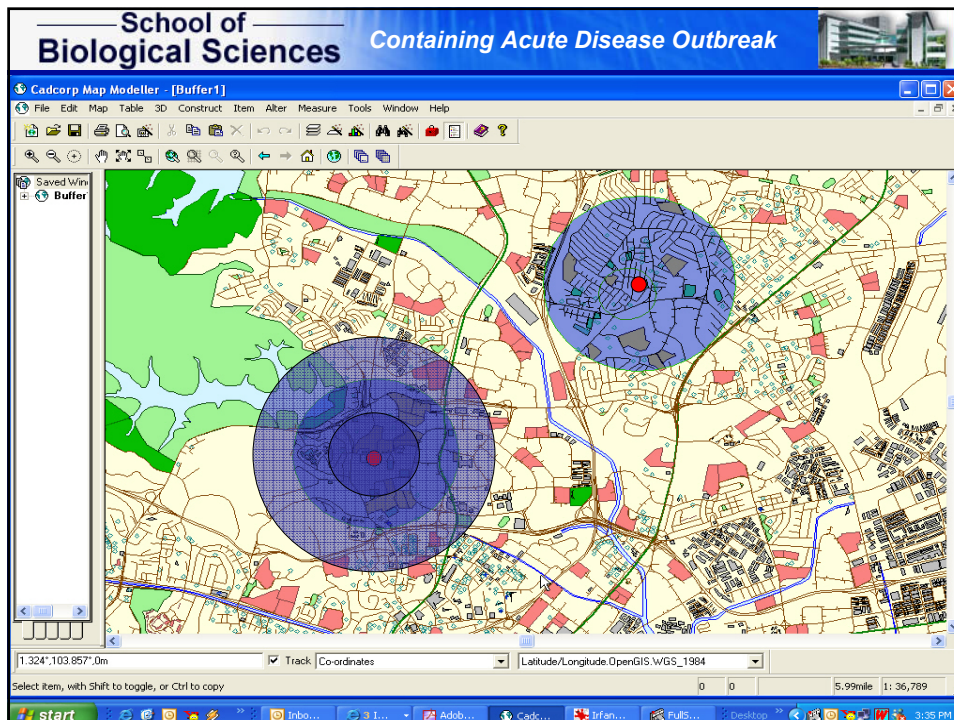 School of
Biological Sciences
Containing Acute Disease Outbreak
Cadcorp Map Modeller - [Buffer1]
File Edit Map Table 3D Construct Item Alter Measure Tools Window Help
Saved Win
Buffer
1.324°,103.857°,0m
Track
Co-ordinates
Latitude/Longitude.OpenGIS.WGS_1984
Select item, with Shift to toggle, or Ctrl to copy
0 0 5.99mile 1: 36,789
start
Inbo... 3 I... Adob... Cadc... Irfan... FullS... Desktop 3:35 PM